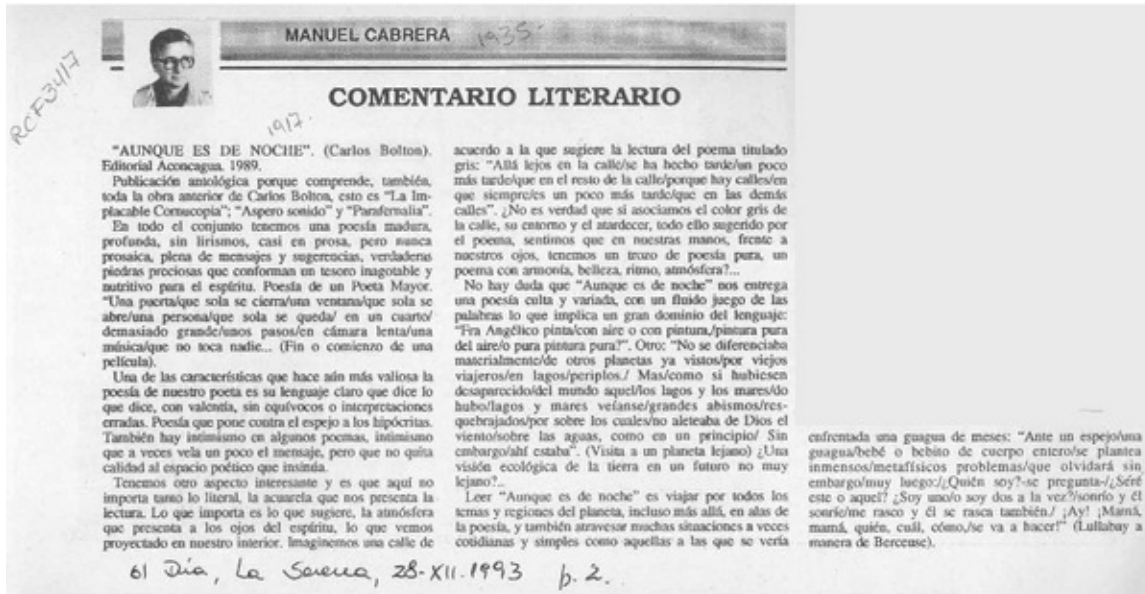 MANUEL CABRERA 1935-
RCF3417
COMENTARIO LITERARIO
1917.
"AUNQUE ES DE NOCHE". (Carlos Bolton).
Editorial Aconcagua. 1989.
Publicación antológica porque comprende, también,
toda la obra anterior de Carlos Bolton, esto es "La Im-
placable Cornucopia"; "Aspero sonido" y "Parafernalia".
En todo el conjunto tenemos una poesía madura,
profunda, sin lirismos, casi en prosa, pero nunca
prosaica, plena de mensajes y sugerencias, verdaderas
piedras preciosas que conforman un tesoro inagotable y
nutritivo para el espíritu. Poesía de un Poeta Mayor.
"Una puerta/que sola se cierra/una ventana/que sola se
abre/una persona/que sola se queda/ en un cuarto/
demasiado grande/unos pasos/en cámara lenta/una
música/que no toca nadie... (Fin o comienzo de una
película).
Una de las características que hace aún más valiosa la
poesía de nuestro poeta es su lenguaje claro que dice lo
que dice, con valentía, sin equívocos o interpretaciones
erradas. Poesía que pone contra el espejo a los hipócritas.
También hay intimismo en algunos poemas, intimismo
que a veces vela un poco el mensaje, pero que no quita
calidad al espacio poético que insinúa.
Tenemos otro aspecto interesante y es que aquí no
importa tanto lo literal, la acuarela que nos presenta la
lectura. Lo que importa es lo que sugiere, la atmósfera
que presenta a los ojos del espíritu, lo que vemos
proyectado en nuestro interior. Imaginemos una calle de
acuerdo a la que sugiere la lectura del poema titulado
gris: "Allá lejos en la calle/se ha hecho tarde/un poco
más tarde/que en el resto de la calle/porque hay calles/en
que siempre/es un poco más tarde/que en las demás
calles". ¿No es verdad que si asociamos el color gris de
la calle, su entorno y el atardecer, todo ello sugerido por
el poema, sentimos que en nuestras manos, frente a
nuestros ojos, tenemos un trozo de poesía pura, un
poema con armonía, belleza, ritmo, atmósfera?...
No hay duda que "Aunque es de noche" nos entrega
una poesía culta y variada, con un fluido juego de las
palabras lo que implica un gran dominio del lenguaje:
"Fra Angélico pinta/con aire o con pintura,/pintura pura
del aire/o pura pintura pura?". Otro: "No se diferenciaba
materialmente/de otros planetas ya vistos/por viejos
viajeros/en lagos/periplos./ Mas/como si hubiesen
desaparecido/del mundo aquel/los lagos y los mares/do
hubo/lagos y mares veíanse/grandes abismos/res-
quebrajados/por sobre los cuales/no aleteaba de Dios el
viento/sobre las aguas, como en un principio/ Sin
embargo/ahí estaba". (Visita a un planeta lejano) ¿Una
visión ecológica de la tierra en un futuro no muy
lejano?..
Leer "Aunque es de noche" es viajar por todos los
temas y regiones del planeta, incluso más allá, en alas de
la poesía, y también atravesar muchas situaciones a veces
cotidianas y simples como aquellas a las que se vería
enfrentada una guagua de meses: "Ante un espejo/una
guagua/bebé o bebito de cuerpo entero/se plantea
inmensos/metafísicos problemas/que olvidará sin
embargo/muy luego:/¿Quién soy?-se pregunta-/¿Seré
este o aquel? ¿Soy uno/o soy dos a la vez?/sonrío y él
sonríe/me rasco y él se rasca también./ ¡Ay! ¡Mamá,
mamá, quién, cuál, cómo,/se va a hacer!" (Lullabay a
manera de Berceuse).
El Día, La Serena, 28-XII-1993 p. 2.